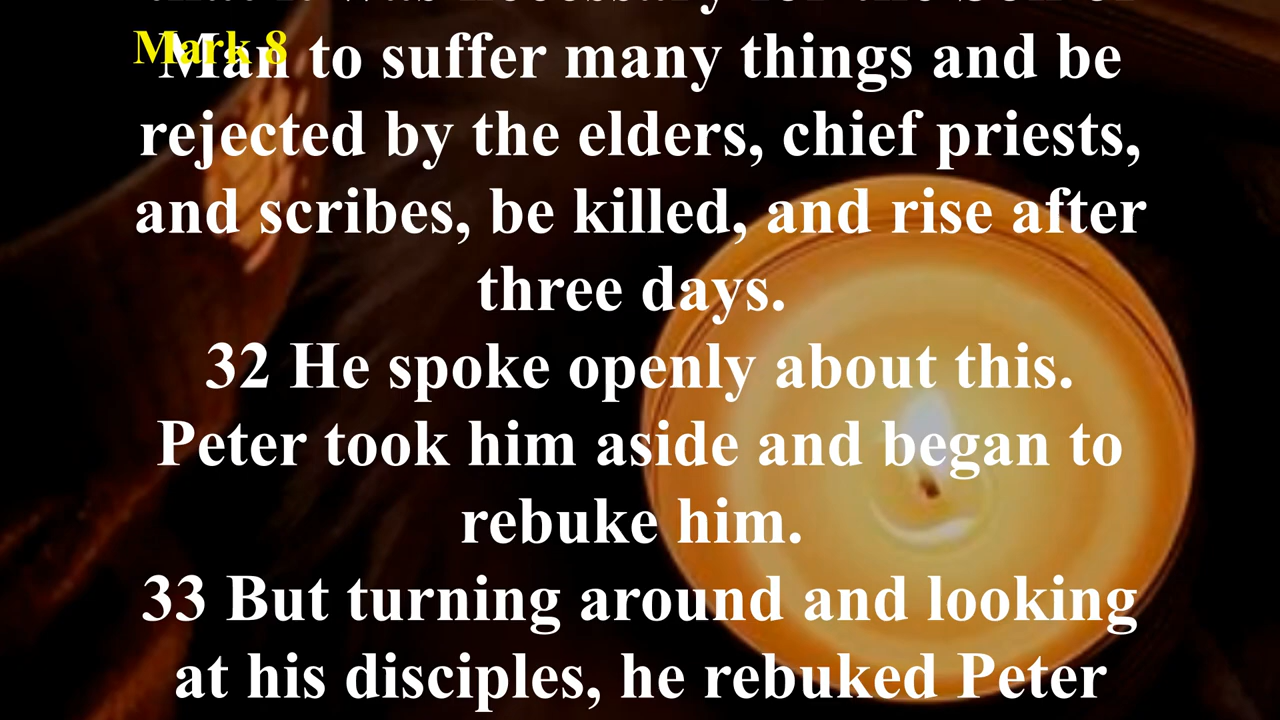 Mark 8
Man to suffer many things and be
rejected by the elders, chief priests,
and scribes, be killed, and rise after
three days.
32 He spoke openly about this.
Peter took him aside and began to
rebuke him.
33 But turning around and looking
at his disciples, he rebuked Peter